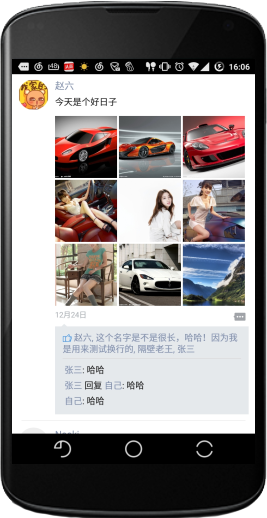 16:06
赵六
今天是个好日子
12月24日
赵六, 这个名字是不是很长，哈哈！因为我
是用来测试换行的, 隔壁老王, 张三
张三: 哈哈
张三 回复 自己: 哈哈
自己: 哈哈